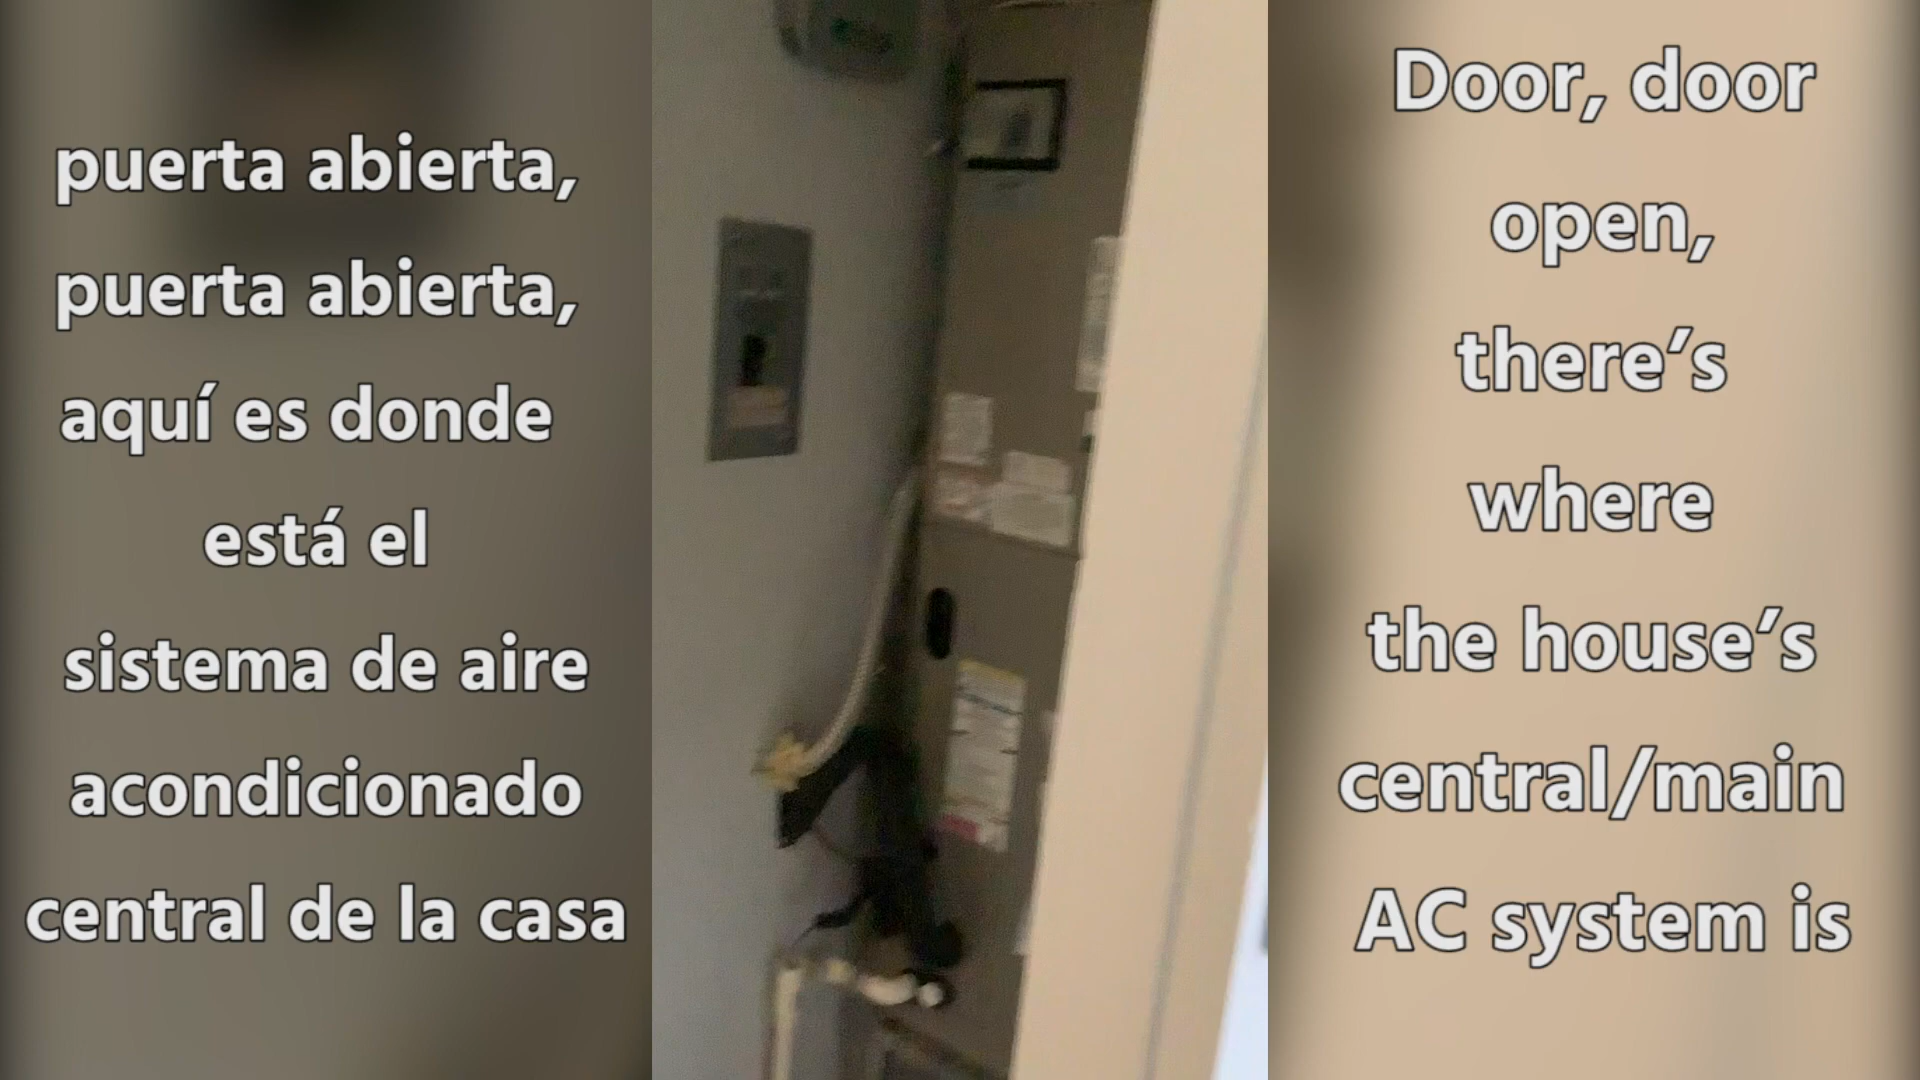 puerta abierta,
puerta abierta,
aquí es donde
está el
sistema de aire
acondicionado
central de la casa
Door, door
open,
there’s
where
the house’s
central/main
AC system is